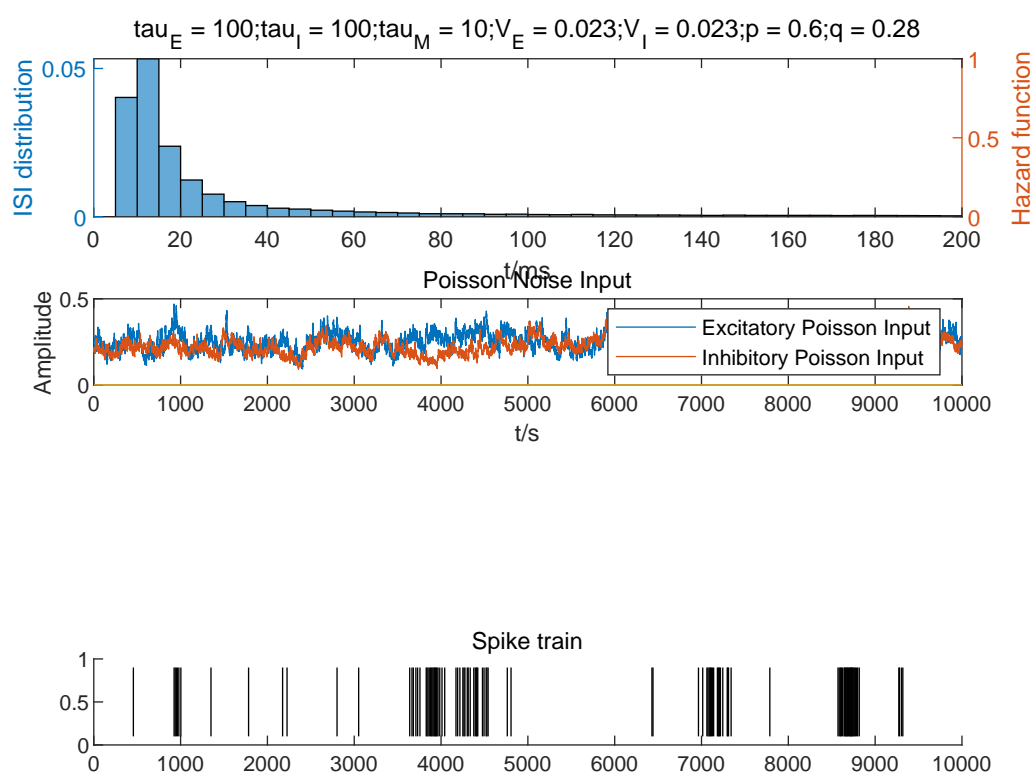 tau_E = 100;tau_I = 100;tau_M = 10;V_E = 0.023;V_I = 0.023;p = 0.6;q = 0.28
ISI distribution
0.05
0
Hazard function
1
0.5
0
0 20 40 60 80 100 120 140 160 180 200
t/ms
Poisson Noise Input
Amplitude
0.5
0
Excitatory Poisson Input
Inhibitory Poisson Input
0 1000 2000 3000 4000 5000 6000 7000 8000 9000 10000
t/s
Spike train
1
0.5
0
0 1000 2000 3000 4000 5000 6000 7000 8000 9000 10000